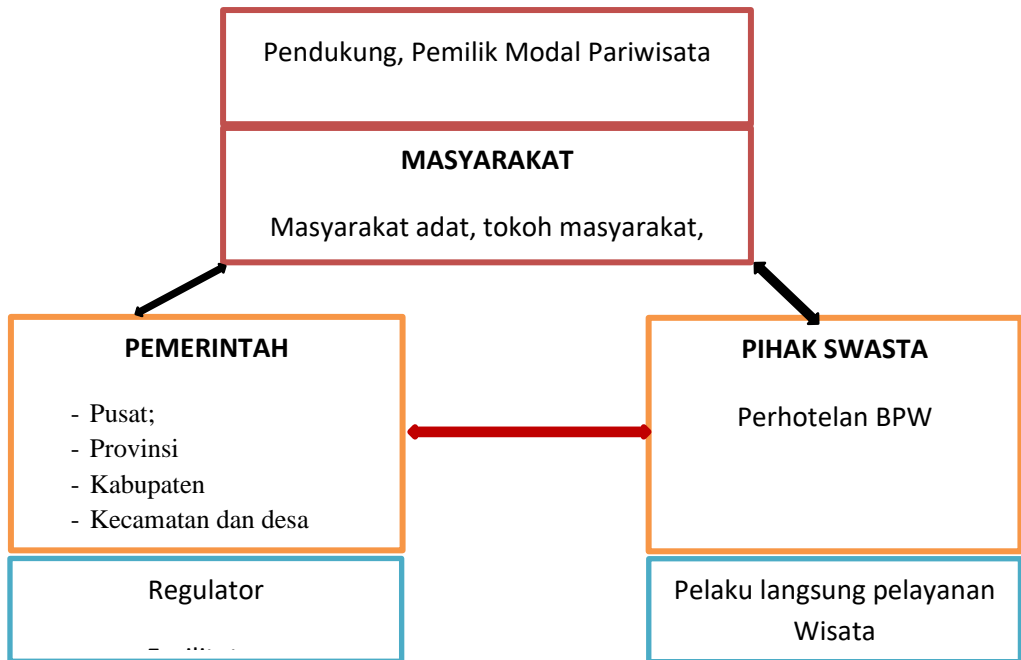 Pendukung, Pemilik Modal Pariwisata
MASYARAKAT
Masyarakat adat, tokoh masyarakat,
PEMERINTAH
- Pusat;
- Provinsi
- Kabupaten
- Kecamatan dan desa
PIHAK SWASTA
Perhotelan BPW
Regulator
Pelaku langsung pelayanan
Wisata